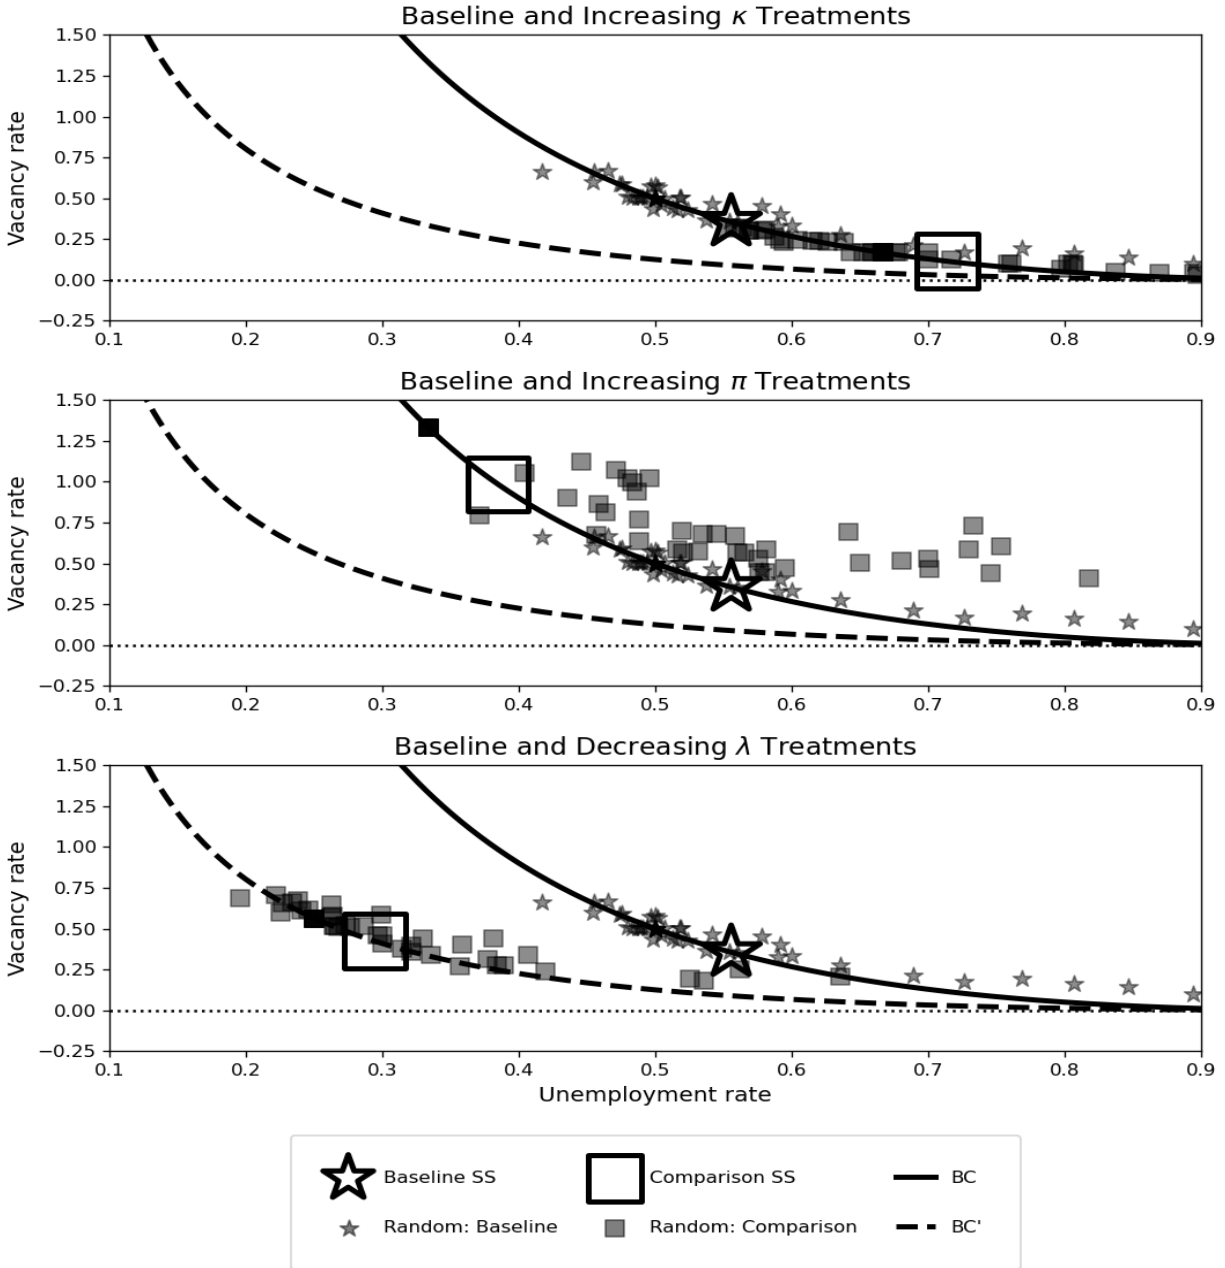 Baseline and Increasing κ Treatments
1.50
1.25
1.00
0.75
0.50
0.25
0.00
−0.25
Vacancy rate
0.1 0.2 0.3 0.4 0.5 0.6 0.7 0.8 0.9
Baseline and Increasing π Treatments
1.50
1.25
1.00
0.75
0.50
0.25
0.00
−0.25
Vacancy rate
0.1 0.2 0.3 0.4 0.5 0.6 0.7 0.8 0.9
Baseline and Decreasing λ Treatments
1.50
1.25
1.00
0.75
0.50
0.25
0.00
−0.25
Vacancy rate
0.1 0.2 0.3 0.4 0.5 0.6 0.7 0.8 0.9
Unemployment rate
Baseline SS Comparison SS BC
Random: Baseline Random: Comparison BC'